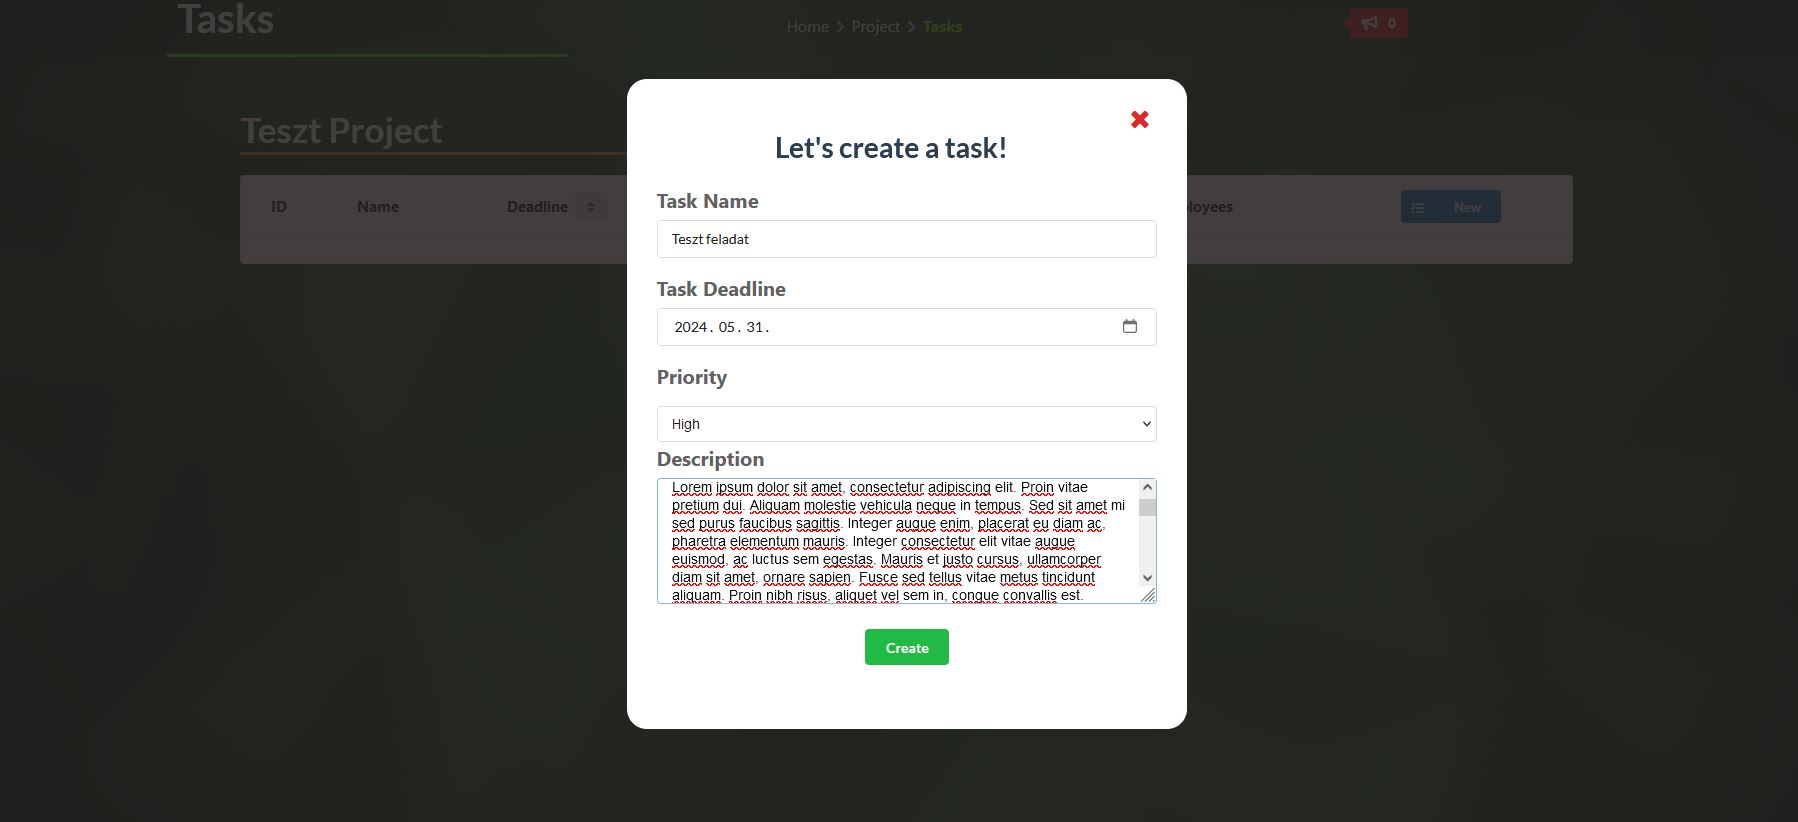 Tasks
Home > Project > Tasks
0
Teszt Project
ID Name Deadline
New
Let's create a task!
Task Name
Teszt feladat
Task Deadline
2024. 05. 31.
Priority
High
Description
Lorem ipsum dolor sit amet, consectetur adipiscing elit. Proin vitae
pretium dui. Aliquam molestie vehicula neque in tempus. Sed sit amet mi
sed purus faucibus sagittis. Integer augue enim, placerat eu diam ac,
pharetra elementum mauris. Integer consectetur elit vitae augue
euismod, ac luctus sem egestas. Mauris et justo cursus, ullamcorper
diam sit amet, ornare sapien. Fusce sed tellus vitae metus tincidunt
aliquam. Proin nibh risus, aliquet vel sem in, congue convallis est.
Create